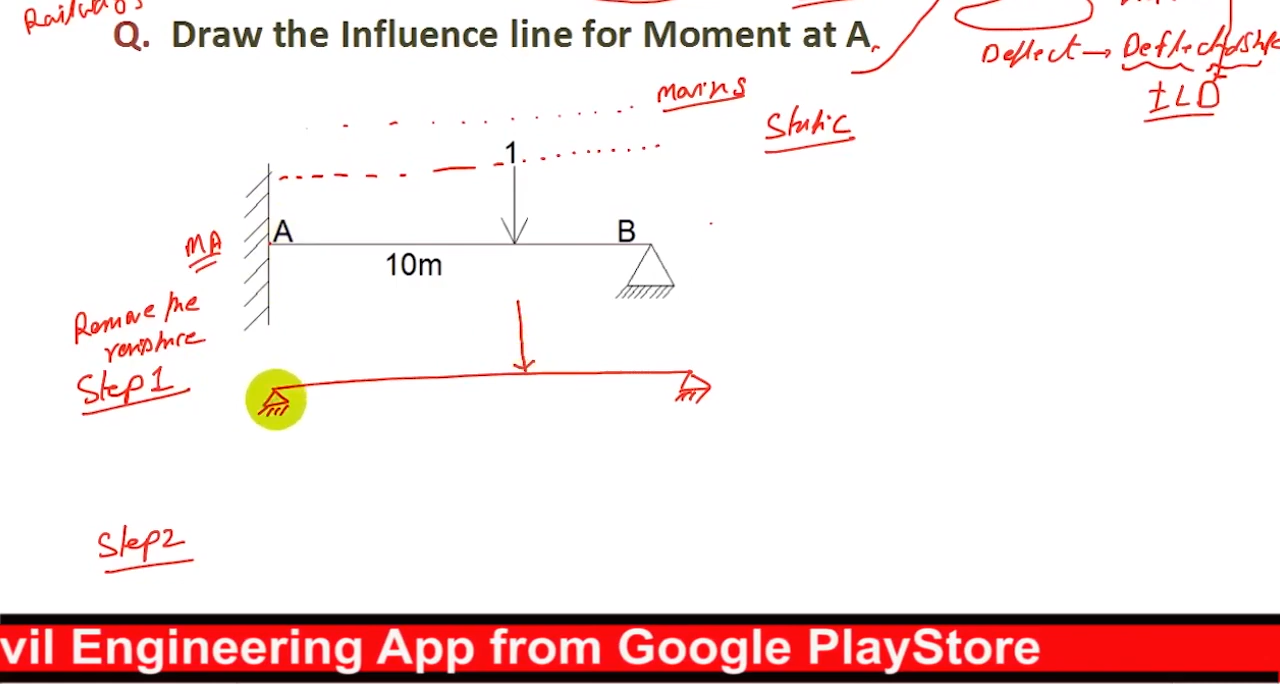 Railways
Q. Draw the Influence line for Moment at A.
Deflect → Deflected shape
ILD
Static
1
A
B
MA
10m
Remove the
Step1
Step2
vil Engineering App from Google PlayStore